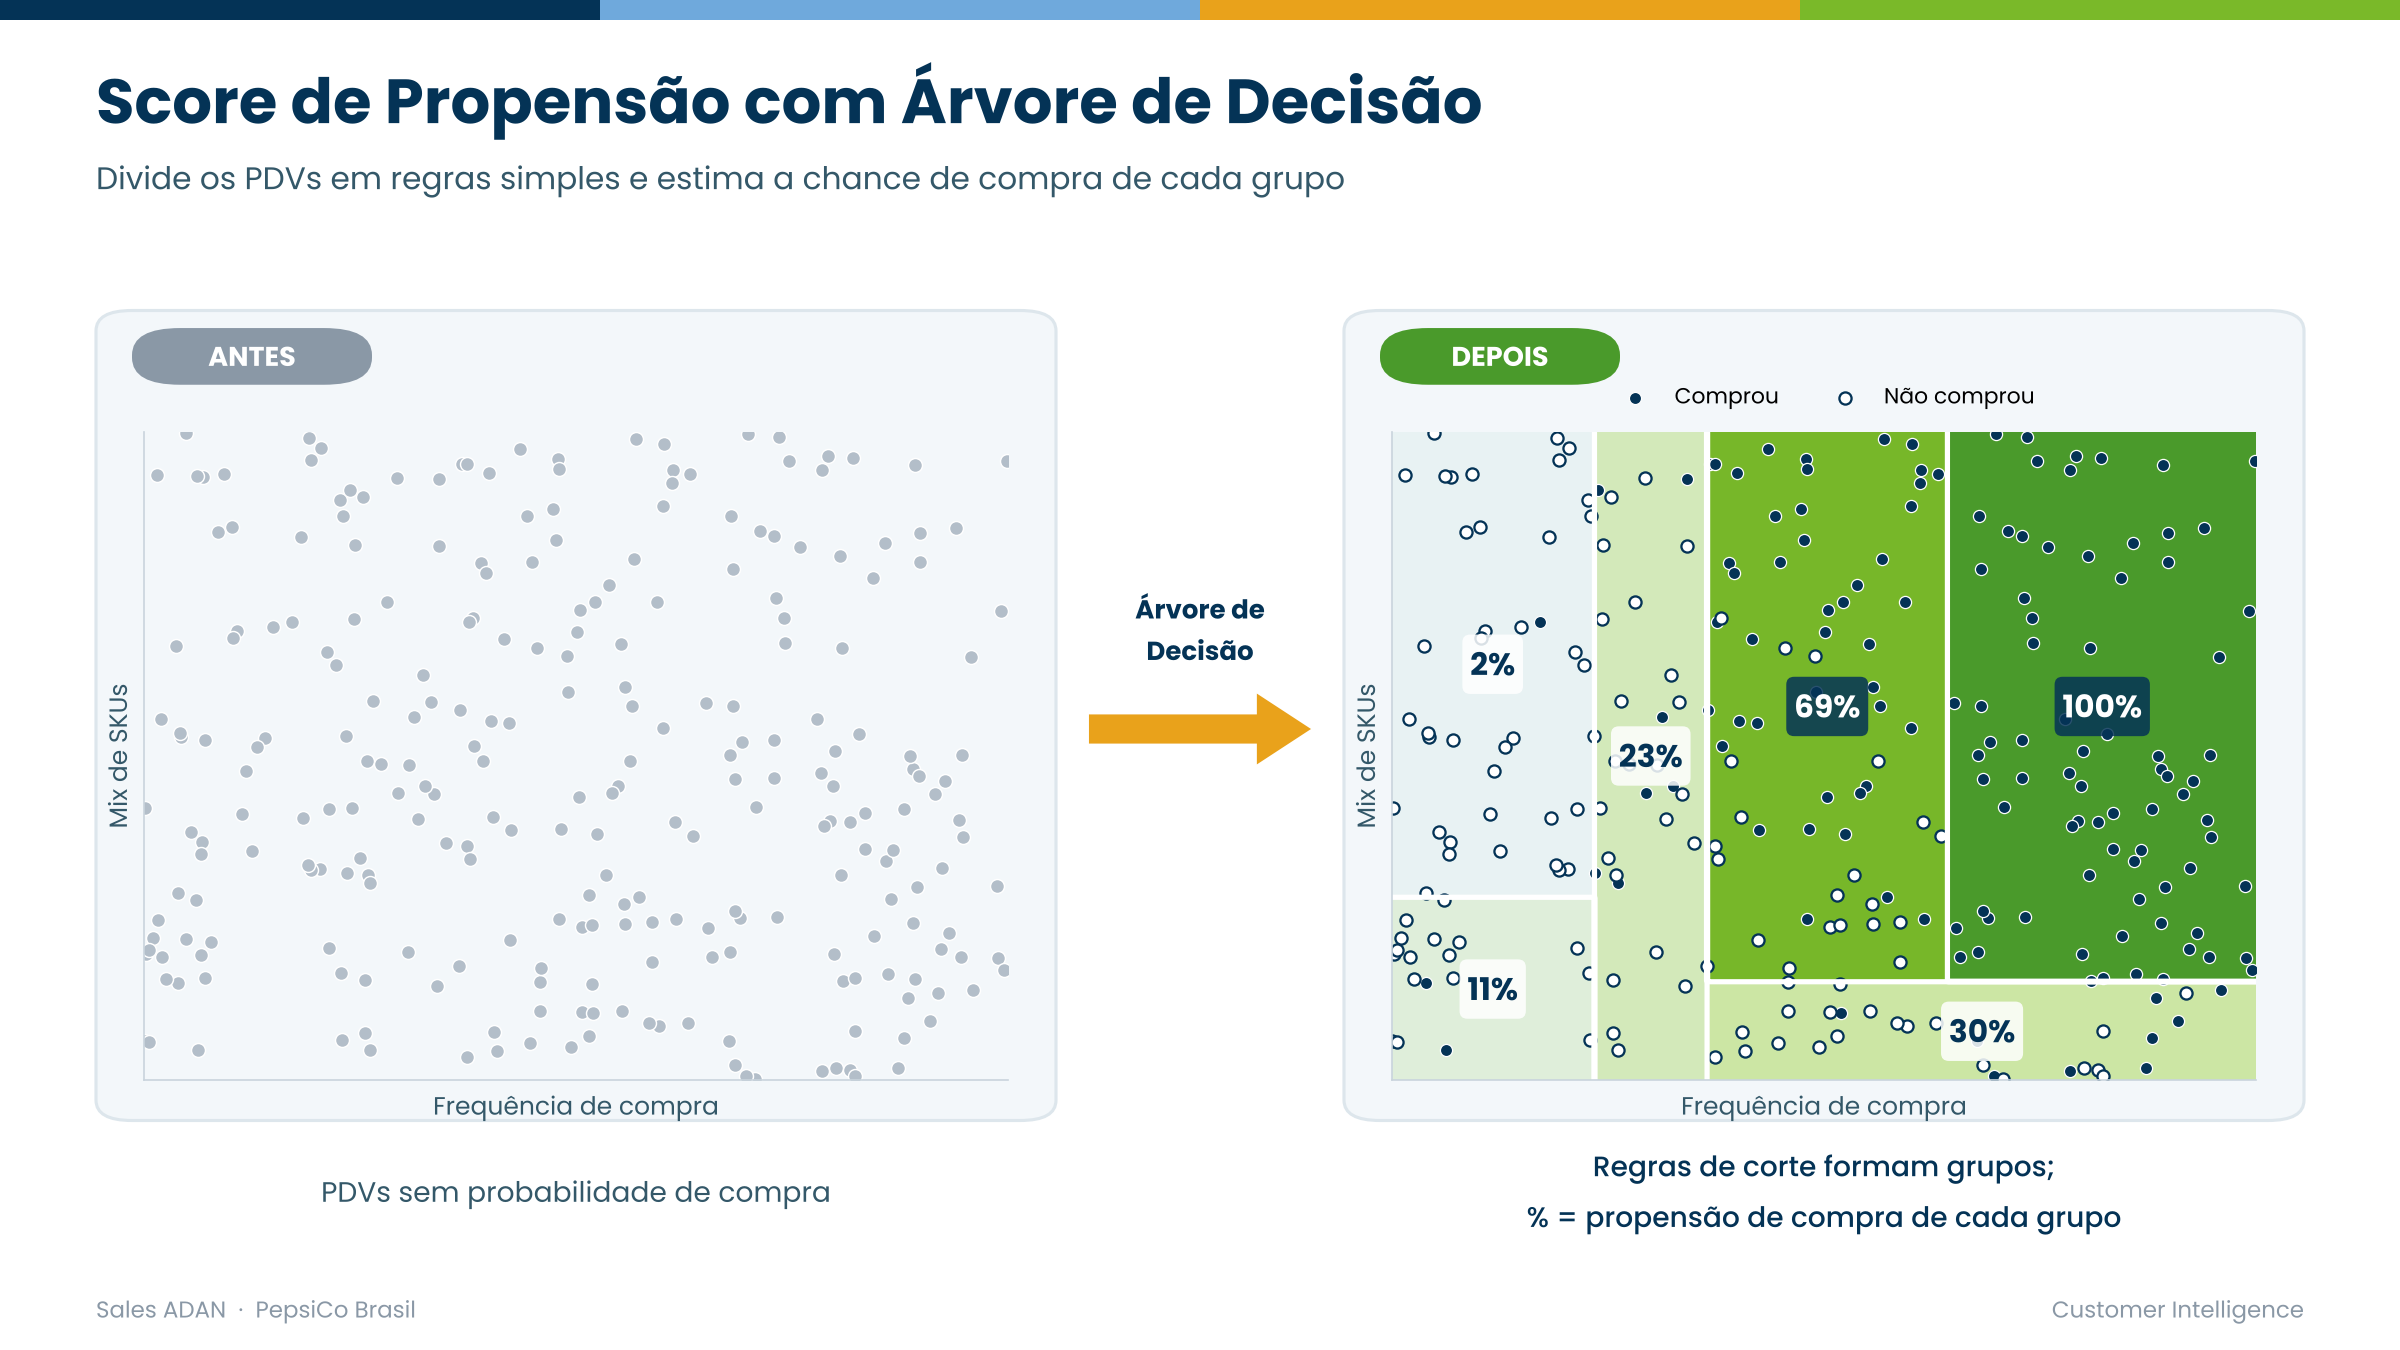 Score de Propensão com Árvore de Decisão
Divide os PDVs em regras simples e estima a chance de compra de cada grupo
ANTES
Mix de SKUs
Frequência de compra
PDVs sem probabilidade de compra
Árvore de
Decisão
DEPOIS
Comprou
Não comprou
Mix de SKUs
2%
69%
100%
23%
11%
30%
Frequência de compra
Regras de corte formam grupos;
% = propensão de compra de cada grupo
Sales ADAN · PepsiCo Brasil
Customer Intelligence